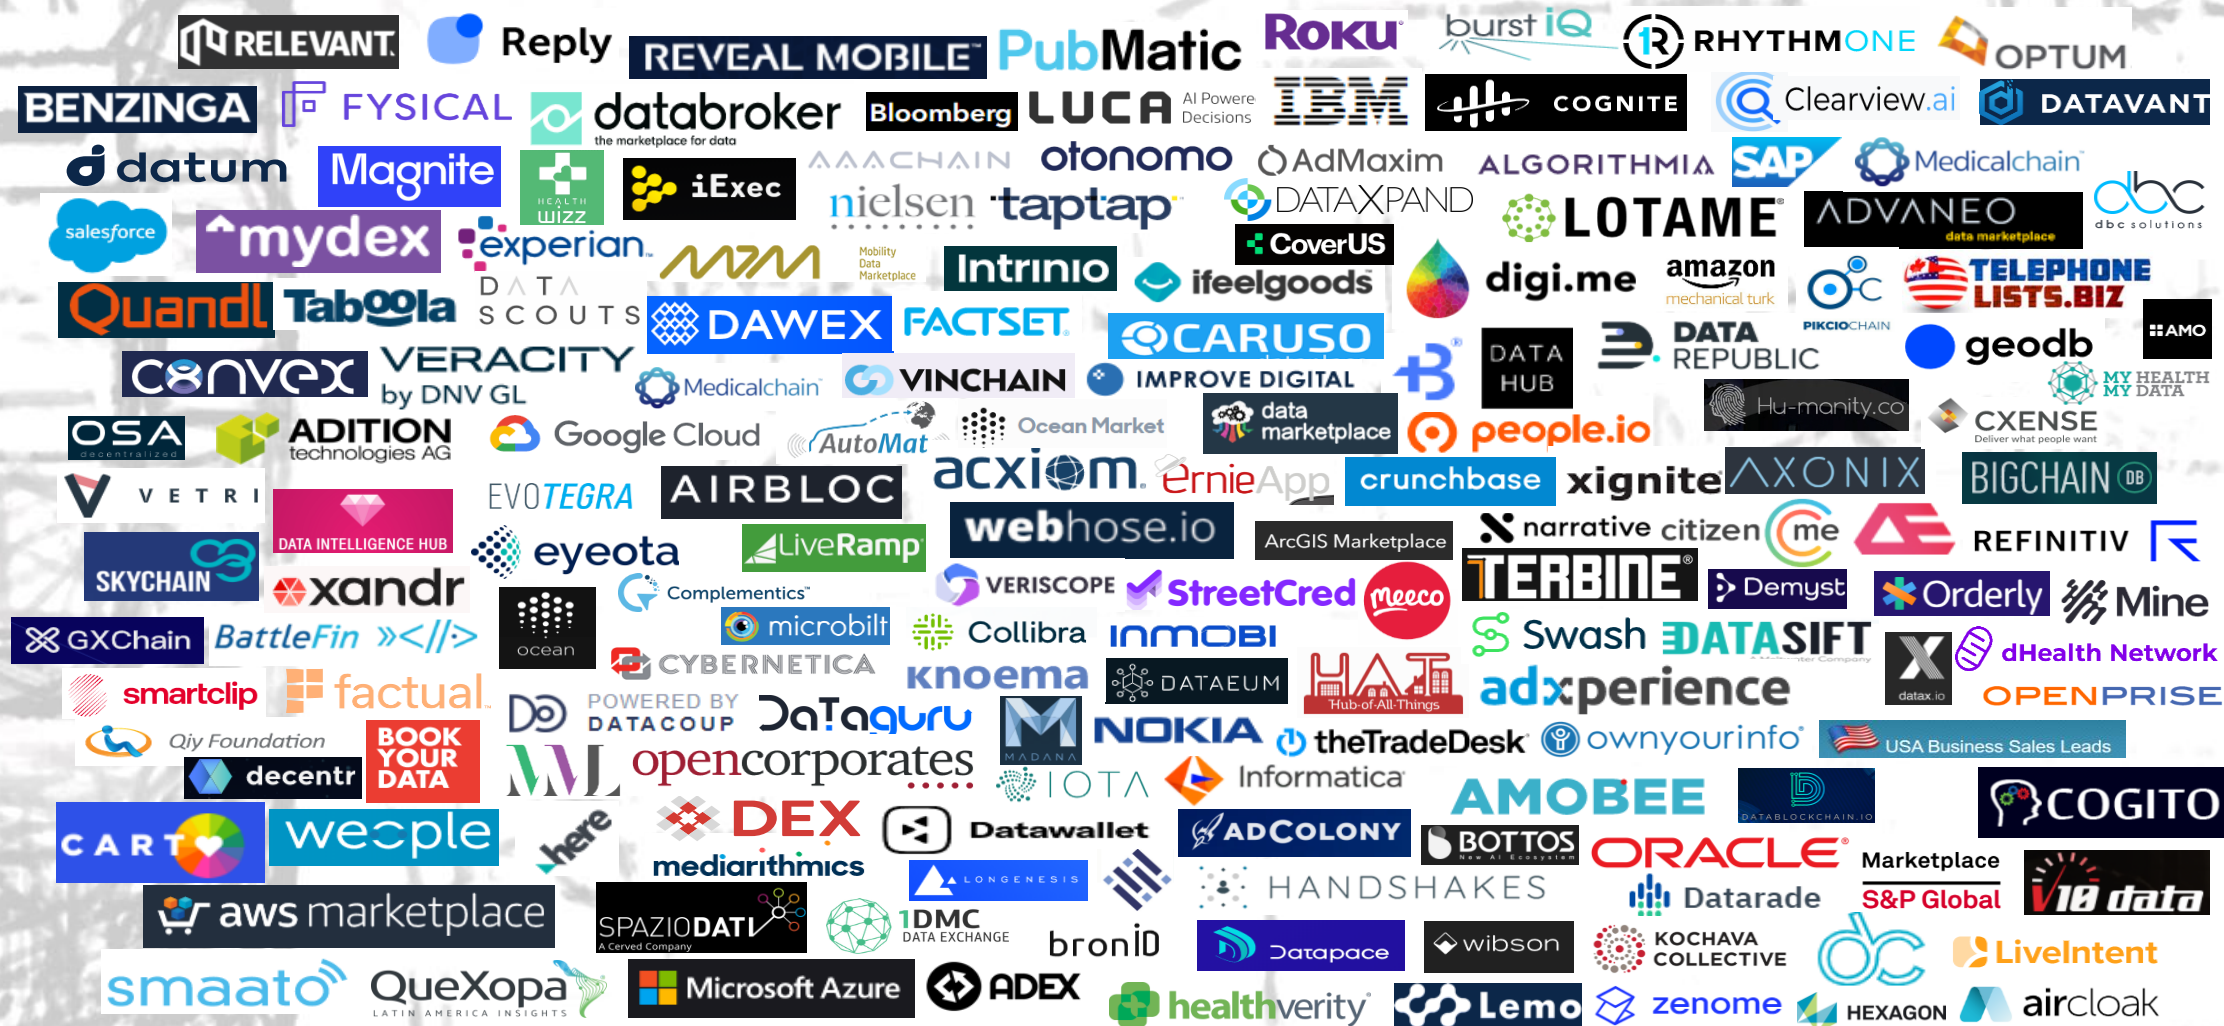 RELEVANT.
Reply
REVEAL MOBILE
PubMatic
ROKU
burst iQ
1R RHYTHMONE
OPTUM
BENZINGA
FYSICAL
databroker
the marketplace for data
Bloomberg
LUCA
AI Powere
Decisions
IBM
COGNITE
Clearview.ai
DATAVANT
datum
Magnite
HEALTH
wizz
iExec
AAACHAIN
otonomo
AdMaxim
ALGORITHMIA
SAP
Medicalchain
nielsen
taptap
DATAXPAND
LOTAME
ADVANEO
data marketplace
dbc
dbc solutions
salesforce
mydex
experian
MDM
Mobility
Data
Marketplace
Intrinio
CoverUS
ifeelgoods
digi.me
amazon
mechanical turk
PIKCIOCHAIN
TELEPHONE
LISTS.BIZ
Quandl
Taboola
DATA
SCOUTS
DAWEX
FACTSET
CARUSO
DATA
HUB
DATA
REPUBLIC
geodb
AMO
convex
VERACITY
by DNV GL
Medicalchain
VINCHAIN
IMPROVE DIGITAL
B
Hu-manity.co
MY HEALTH
MY DATA
OSA
decentralized
ADITION
technologies AG
Google Cloud
AutoMat
Ocean Market
data
marketplace
people.io
CXENSE
Deliver what people want
VETRI
DATA INTELLIGENCE HUB
EVOTEGRA
AIRBLOC
acxiom
ernieApp
crunchbase
xignite
AXONIX
BIGCHAIN DB
SKYCHAIN
eyeota
LiveRamp
webhose.io
ArcGIS Marketplace
narrative
citizen me
REFINITIV
xandr
ocean
Complementics
VERISCOPE
StreetCred
meeco
TERBINE
Demyst
Orderly
Mine
GXChain
BattleFin
microbilt
Collibra
INMOBI
Swash
DATASIFT
datax.io
dHealth Network
CYBERNETICA
smartclip
factual
knoema
DATAEUM
HAT
Hub-of-All-Things
adxperience
OPENPRISE
POWERED BY
DATACOUP
DaTaguru
MADANA
NOKIA
theTradeDesk
ownyourinfo
USA Business Sales Leads
Qiy Foundation
decentr
BOOK
YOUR
DATA
opencorporates
IOTA
Informatica
AMOBEE
DATABLOCKCHAIN.IO
COGITO
CARTO
weople
here
DEX
mediarithmics
Datawallet
ADCOLONY
BOTTOS
New AI Ecosystem
ORACLE
Marketplace
S&P Global
LONGENESIS
HANDSHAKES
Datarade
V10 data
aws marketplace
SPAZIODATI
A Cerved Company
1DMC
DATA EXCHANGE
bronID
Datapace
wibson
KOCHAVA
COLLECTIVE
dc
LiveIntent
smaato
QueXopa
LATIN AMERICA INSIGHTS
Microsoft Azure
ADEX
healthverity
Lemo
zenome
HEXAGON
aircloak